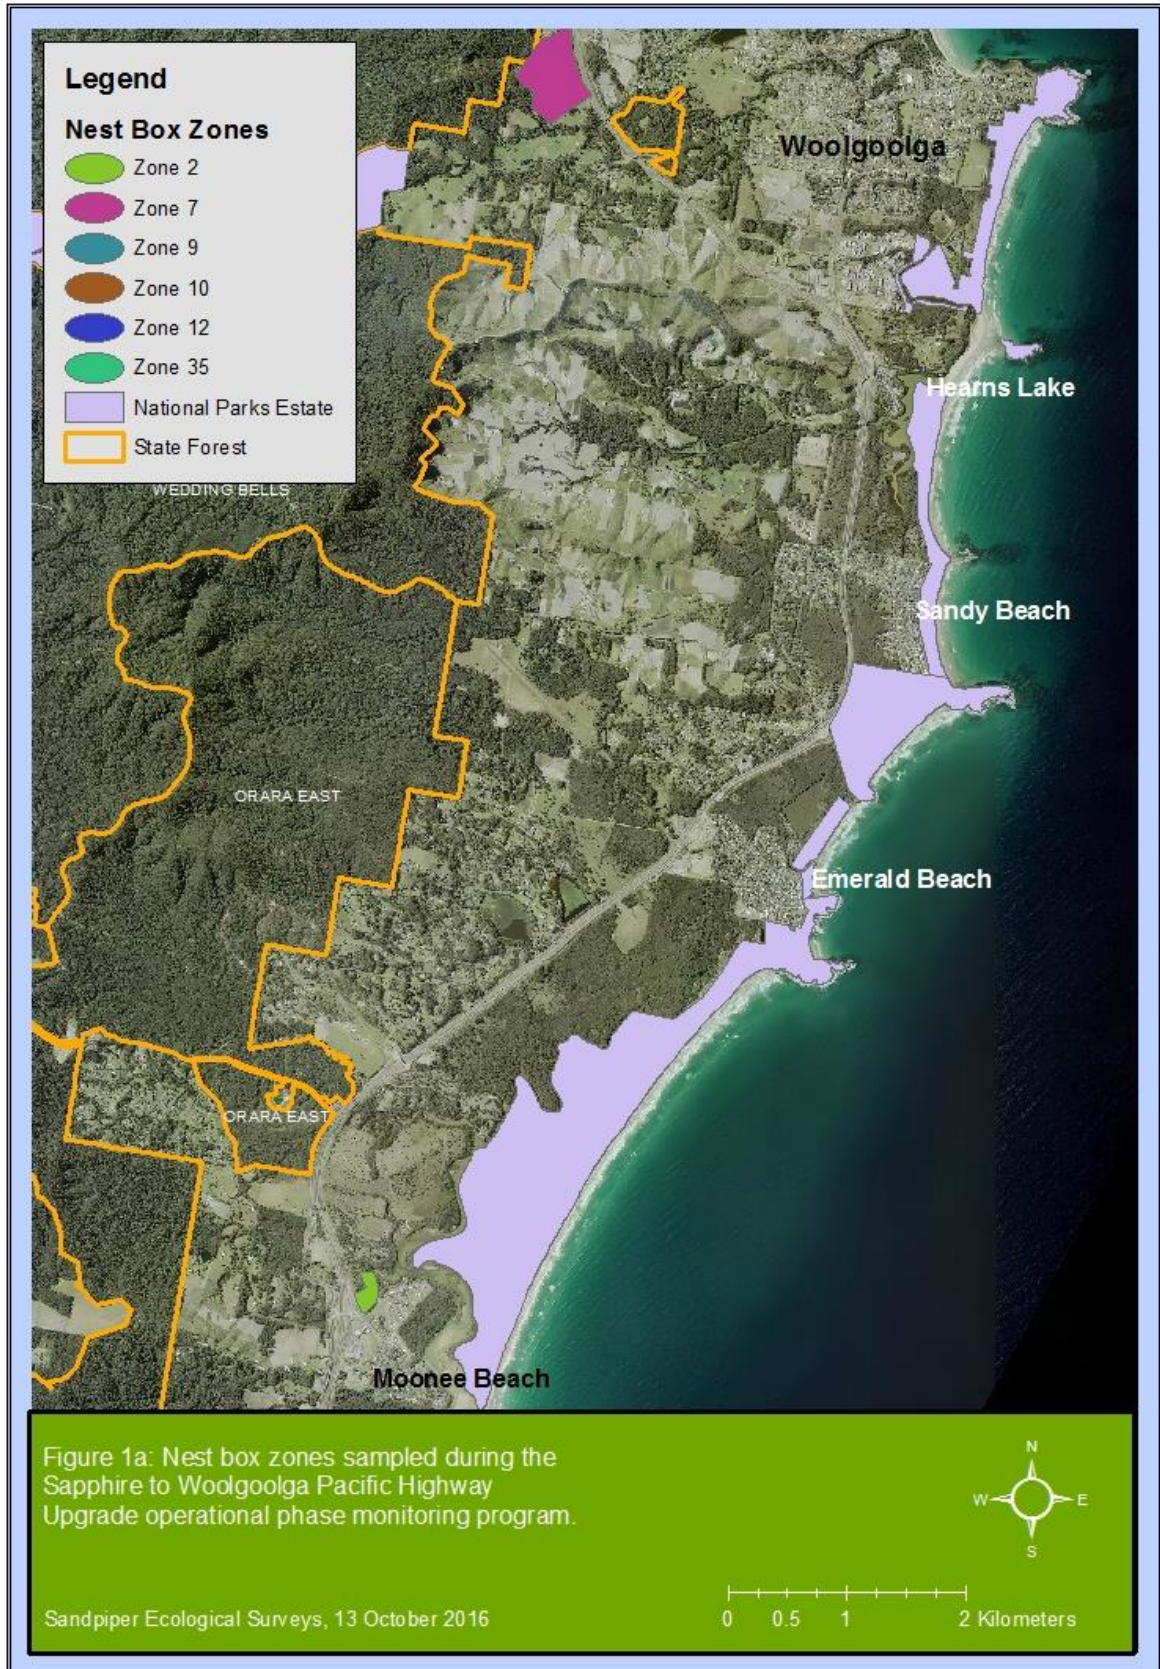 Legend
Nest Box Zones
Zone 2
Zone 7
Zone 9
Zone 10
Zone 12
Zone 35
National Parks Estate
State Forest
Woolgoolga
Hearns Lake
WEDDING BELLS
Sandy Beach
ORARA EAST
Emerald Beach
ORARA EAST
Moonee Beach
Figure 1a: Nest box zones sampled during the
Sapphire to Woolgoolga Pacific Highway
Upgrade operational phase monitoring program.
N
W E
S
Sandpiper Ecological Surveys, 13 October 2016
0 0.5 1 2 Kilometers